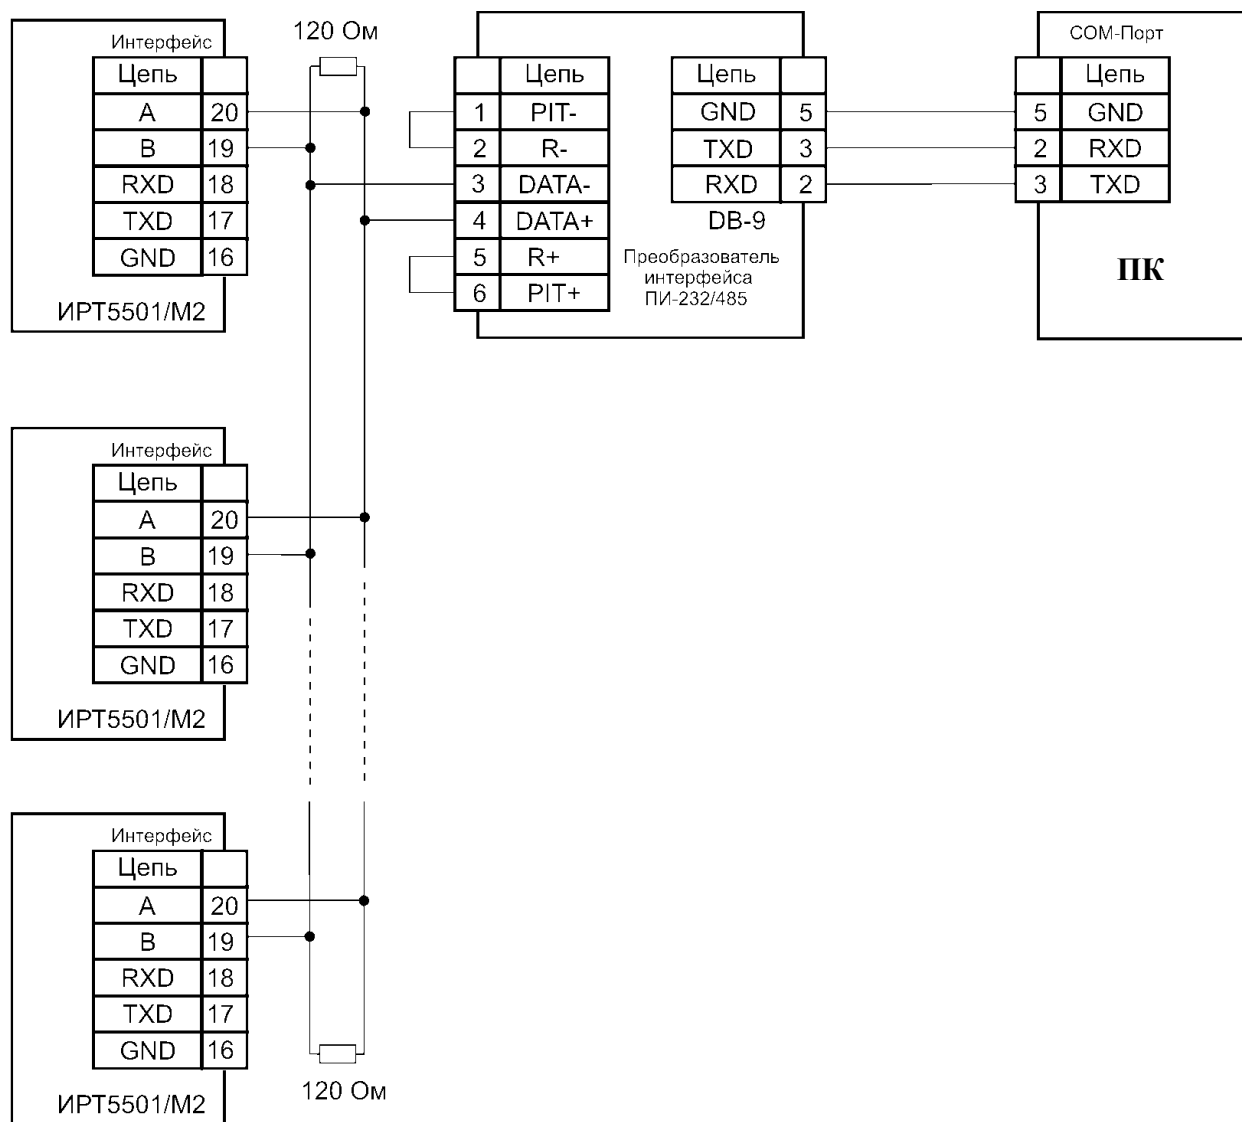 120 Ом
Интерфейс
Цепь
A 20
B 19
RXD 18
TXD 17
GND 16
ИРТ5501/М2
Цепь
1 PIT-
2 R-
3 DATA-
4 DATA+
5 R+
6 PIT+
Цепь
GND 5
TXD 3
RXD 2
DB-9
Преобразователь
интерфейса
ПИ-232/485
COM-Порт
Цепь
5 GND
2 RXD
3 TXD
ПК
Интерфейс
Цепь
A 20
B 19
RXD 18
TXD 17
GND 16
ИРТ5501/М2
Интерфейс
Цепь
A 20
B 19
RXD 18
TXD 17
GND 16
ИРТ5501/М2
120 Ом